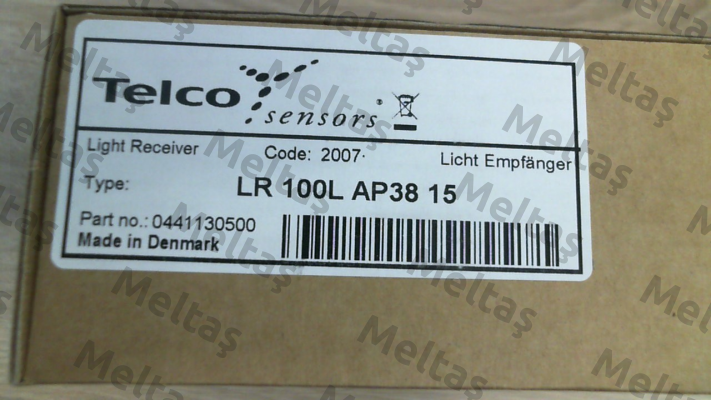 Telco
sensors
Light Receiver Code: 2007· Licht Empfänger
Type: LR 100L AP38 15
Part no.: 0441130500
Made in Denmark
Meltaş